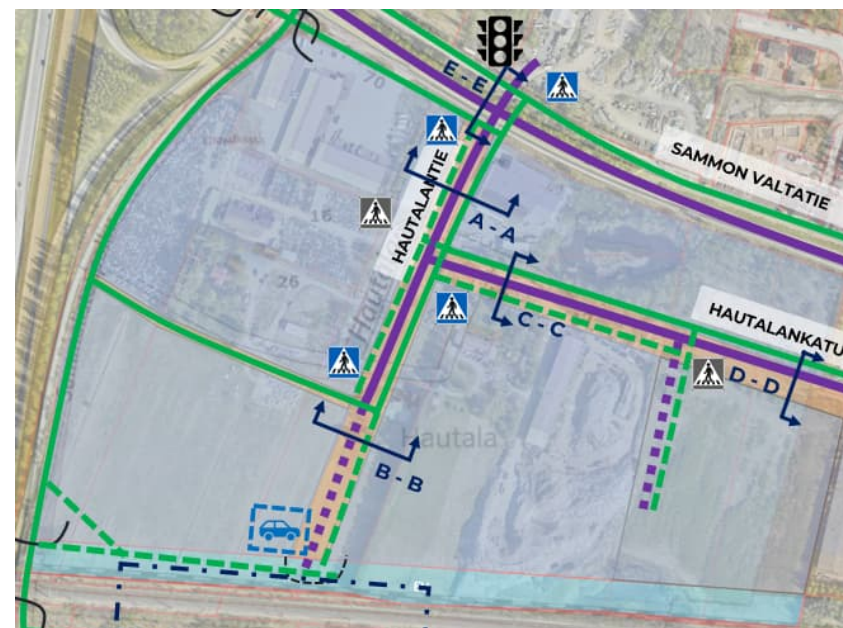 E - E
70
SAMMON VALTATIE
HAUTALANTIE
16
A - A
26
C - C
HAUTALANKATU
D - D
Hautala
B - B